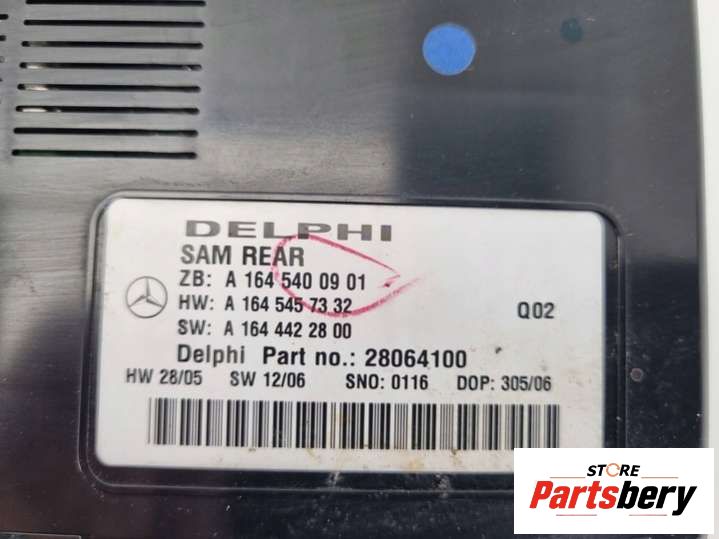 DELPHI
SAM REAR
ZB: A 164 540 09 01
HW: A 164 545 73 32
Q02
SW: A 164 442 28 00
Delphi Part no.: 28064100
HW 28/05 SW 12/06 SNO: 0116 DOP: 305/06
STORE
Partsbery